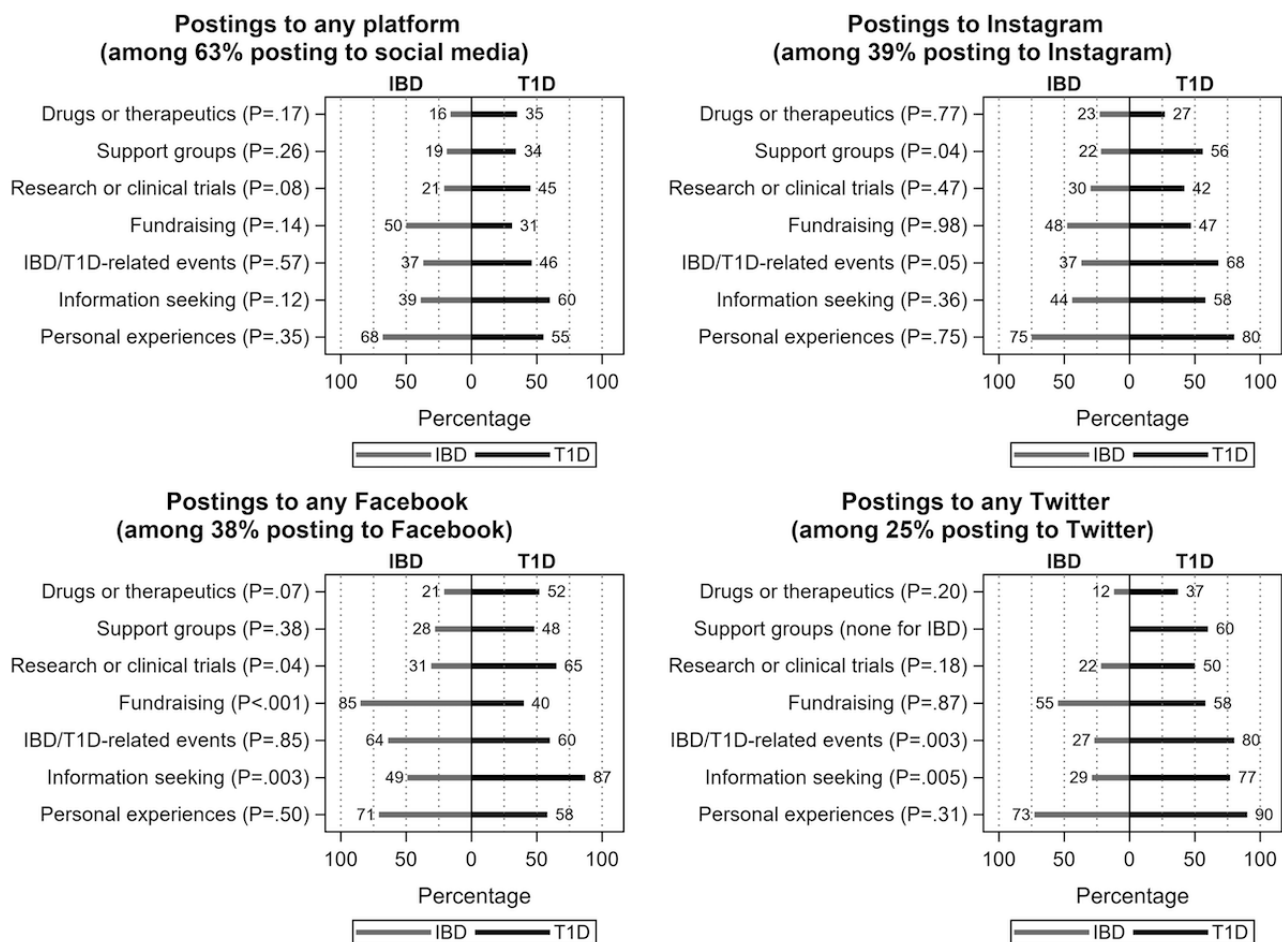 Postings to any platform
(among 63% posting to social media)
IBD T1D
Drugs or therapeutics (P=.17) 16 35
Support groups (P=.26) 19 34
Research or clinical trials (P=.08) 21 45
Fundraising (P=.14) 50 31
IBD/T1D-related events (P=.57) 37 46
Information seeking (P=.12) 39 60
Personal experiences (P=.35) 68 55
100 50 0 50 100
Percentage
IBD T1D
Postings to Instagram
(among 39% posting to Instagram)
IBD T1D
Drugs or therapeutics (P=.77) 23 27
Support groups (P=.04) 22 56
Research or clinical trials (P=.47) 30 42
Fundraising (P=.98) 48 47
IBD/T1D-related events (P=.05) 37 68
Information seeking (P=.36) 44 58
Personal experiences (P=.75) 75 80
100 50 0 50 100
Percentage
IBD T1D
Postings to any Facebook
(among 38% posting to Facebook)
IBD T1D
Drugs or therapeutics (P=.07) 21 52
Support groups (P=.38) 28 48
Research or clinical trials (P=.04) 31 65
Fundraising (P<.001) 85 40
IBD/T1D-related events (P=.85) 64 60
Information seeking (P=.003) 49 87
Personal experiences (P=.50) 71 58
100 50 0 50 100
Percentage
IBD T1D
Postings to any Twitter
(among 25% posting to Twitter)
IBD T1D
Drugs or therapeutics (P=.20) 12 37
Support groups (none for IBD) 60
Research or clinical trials (P=.18) 22 50
Fundraising (P=.87) 55 58
IBD/T1D-related events (P=.003) 27 80
Information seeking (P=.005) 29 77
Personal experiences (P=.31) 73 90
100 50 0 50 100
Percentage
IBD T1D